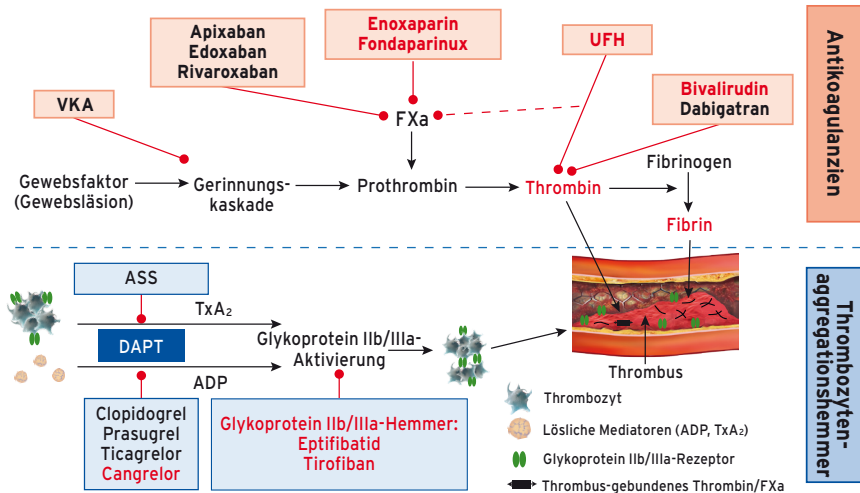 Apixaban
Edoxaban
Rivaroxaban
Enoxaparin
Fondaparinux
UFH
VKA
Bivalirudin
Dabigatran
FXa
Gewebsfaktor
(Gewebsläsion)
Gerinnungs-
kaskade
Prothrombin
Thrombin
Fibrinogen
Fibrin
Antikoagulanzien
ASS
TxA₂
DAPT
ADP
Glykoprotein IIb/IIIa-
Aktivierung
Clopidogrel
Prasugrel
Ticagrelor
Cangrelor
Glykoprotein IIb/IIIa-Hemmer:
Eptifibatid
Tirofiban
Thrombus
Thrombozyt
Lösliche Mediatoren (ADP, TxA₂)
Glykoprotein IIb/IIIa-Rezeptor
Thrombus-gebundenes Thrombin/FXa
Thrombozyten-
aggregationshemmer